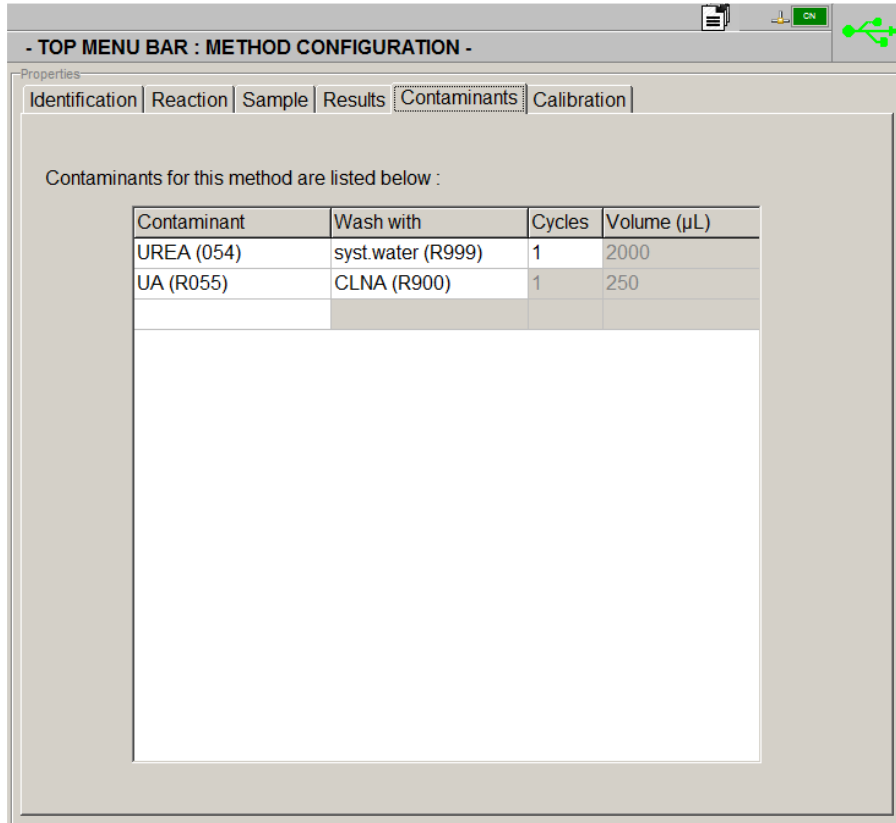 CN
- TOP MENU BAR : METHOD CONFIGURATION -
Properties
Identification Reaction Sample Results Contaminants Calibration
Contaminants for this method are listed below :
Contaminant Wash with Cycles Volume (µL)
UREA (054) syst.water (R999) 1 2000
UA (R055) CLNA (R900) 1 250